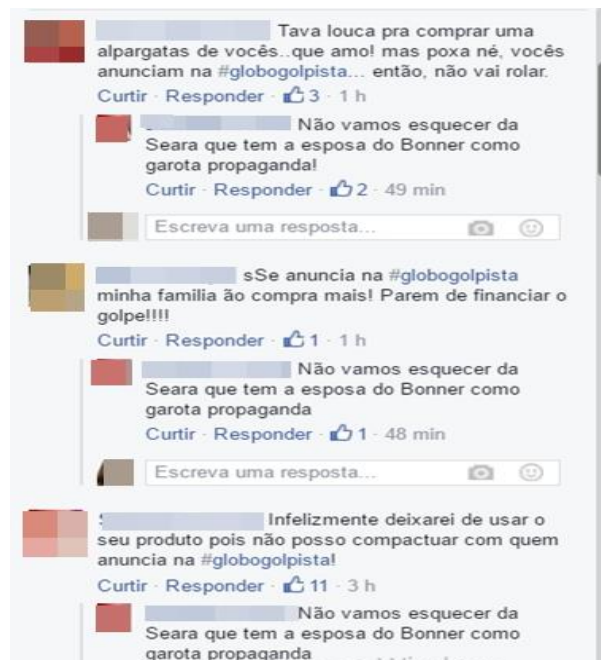 Tava louca pra comprar uma
alpargatas de vocês..que amo! mas poxa né, vocês
anunciam na #globogolpista... então, não vai rolar.
Curtir · Responder · 3 · 1 h
Não vamos esquecer da
Seara que tem a esposa do Bonner como
garota propaganda!
Curtir · Responder · 2 · 49 min
Escreva uma resposta...
sSe anuncia na #globogolpista
minha familia ão compra mais! Parem de financiar o
golpe!!!!
Curtir · Responder · 1 · 1 h
Não vamos esquecer da
Seara que tem a esposa do Bonner como
garota propaganda
Curtir · Responder · 1 · 48 min
Escreva uma resposta...
Infelizmente deixarei de usar o
seu produto pois não posso compactuar com quem
anuncia na #globogolpista!
Curtir · Responder · 11 · 3 h
Não vamos esquecer da
Seara que tem a esposa do Bonner como
garota propaganda